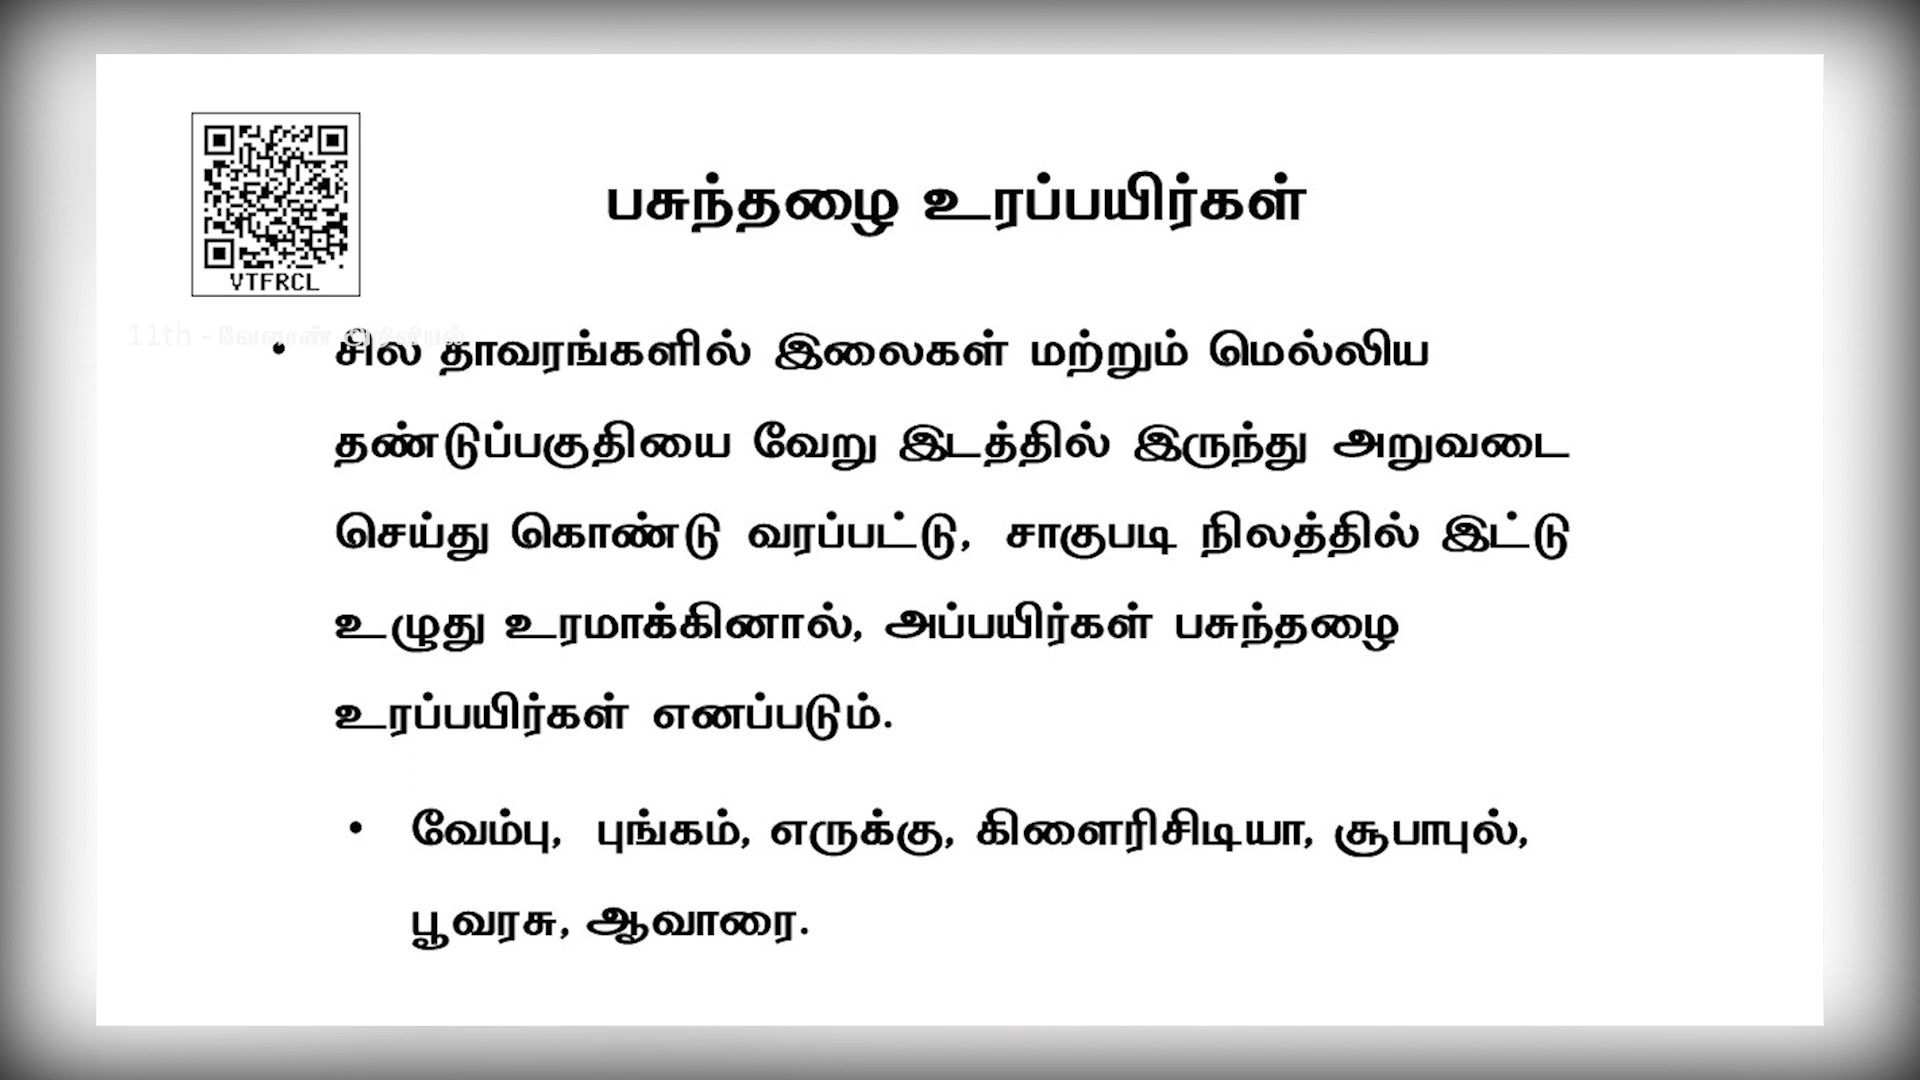 VTFRCL
பசுந்தழை உரப்பயிர்கள்
11th - வேளாண் அறிவியல்
• சில தாவரங்களில் இலைகள் மற்றும் மெல்லிய
தண்டுப்பகுதியை வேறு இடத்தில் இருந்து அறுவடை
செய்து கொண்டு வரப்பட்டு, சாகுபடி நிலத்தில் இட்டு
உழுது உரமாக்கினால், அப்பயிர்கள் பசுந்தழை
உரப்பயிர்கள் எனப்படும்.
• வேம்பு, புங்கம், எருக்கு, கிளைரிசிடியா, சூபாபுல்,
பூவரசு, ஆவாரை.